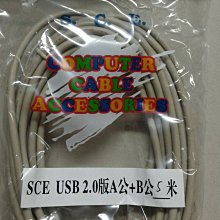 S. C. E.
COMPUTER
CABLE
ACCESSORIES
SCE USB 2.0版A公+B公5米